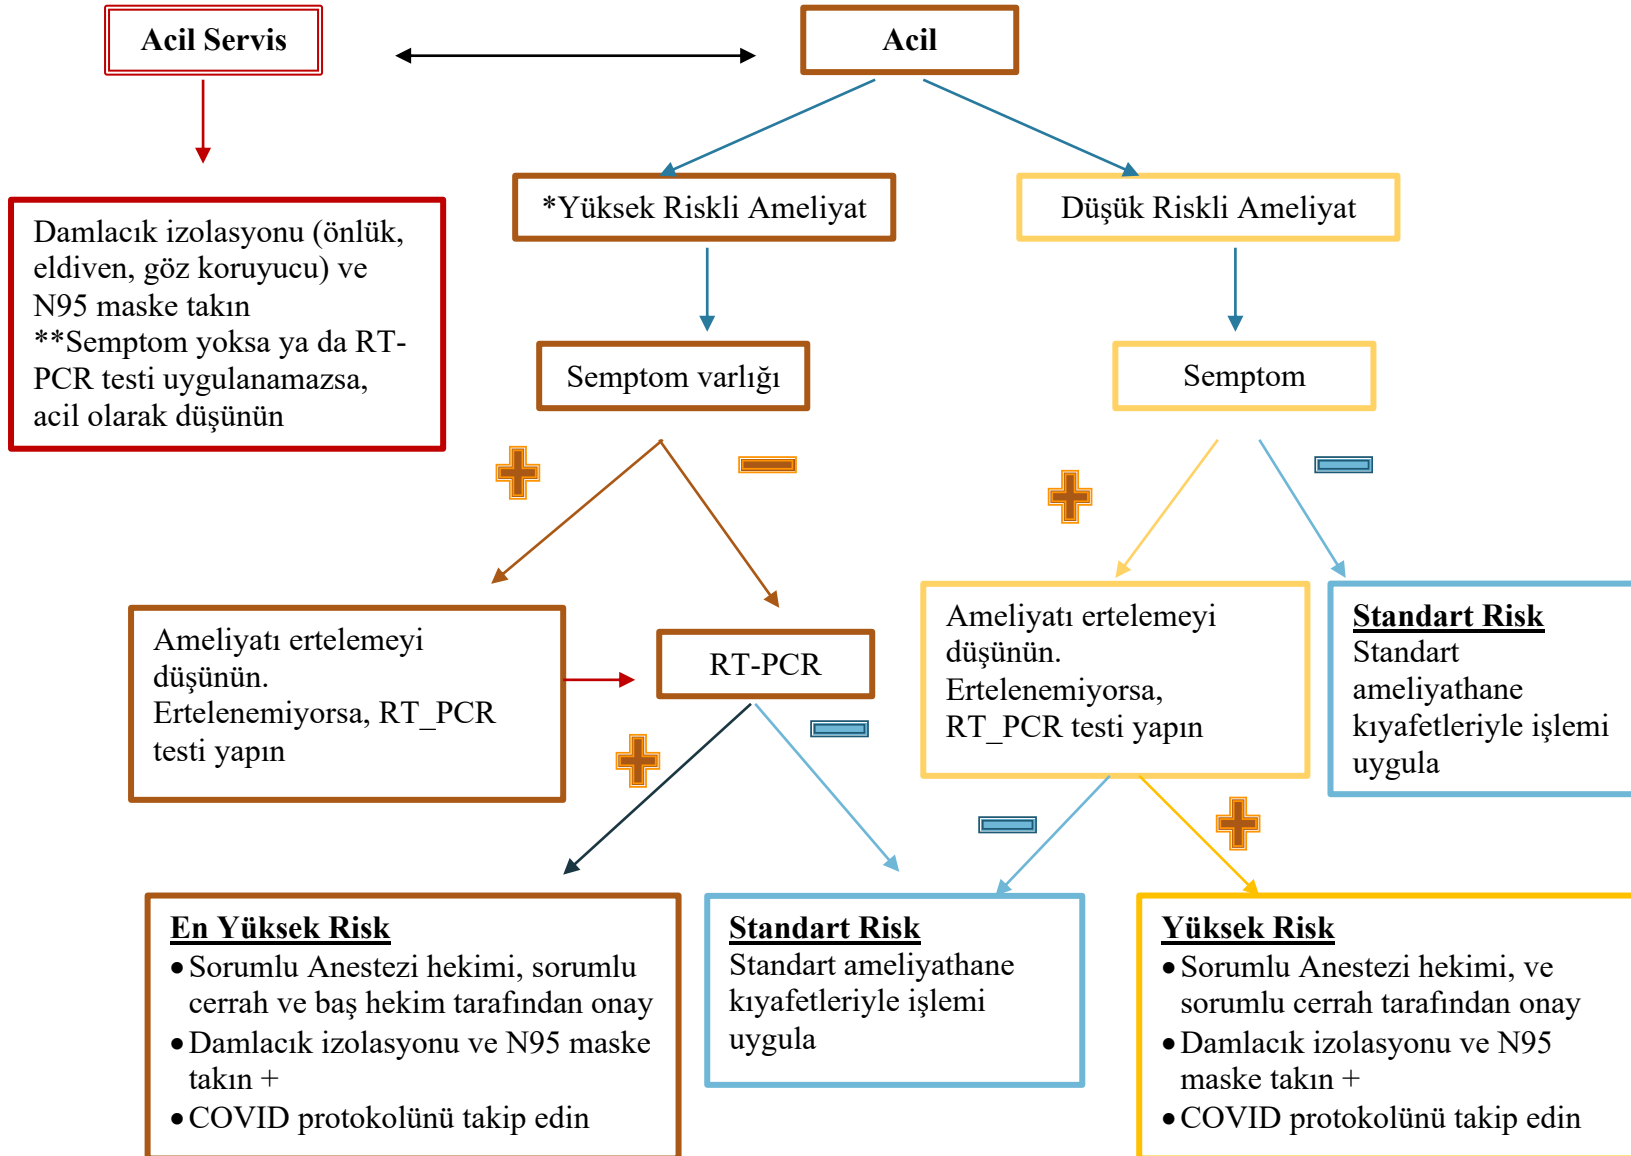 Acil Servis
Acil
*Yüksek Riskli Ameliyat
Düşük Riskli Ameliyat
Damlacık izolasyonu (önlük,
eldiven, göz koruyucu) ve
N95 maske takın
**Semptom yoksa ya da RT-
PCR testi uygulanamazsa,
acil olarak düşünün
Semptom varlığı
Semptom
Ameliyatı ertelemeyi
düşünün.
Ertelenemiyorsa, RT_PCR
testi yapın
RT-PCR
Ameliyatı ertelemeyi
düşünün.
Ertelenemiyorsa,
RT_PCR testi yapın
Standart Risk
Standart
ameliyathane
kıyafetleriyle işlemi
uygula
En Yüksek Risk
• Sorumlu Anestezi hekimi, sorumlu
cerrah ve baş hekim tarafından onay
• Damlacık izolasyonu ve N95 maske
takın +
• COVID protokolünü takip edin
Standart Risk
Standart ameliyathane
kıyafetleriyle işlemi
uygula
Yüksek Risk
• Sorumlu Anestezi hekimi, ve
sorumlu cerrah tarafından onay
• Damlacık izolasyonu ve N95
maske takın +
• COVID protokolünü takip edin